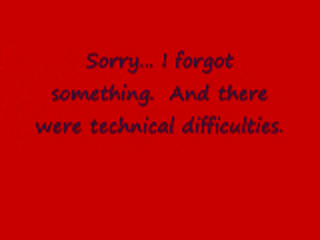 Sorry... I forgot
something.  And there
were technical difficulties.